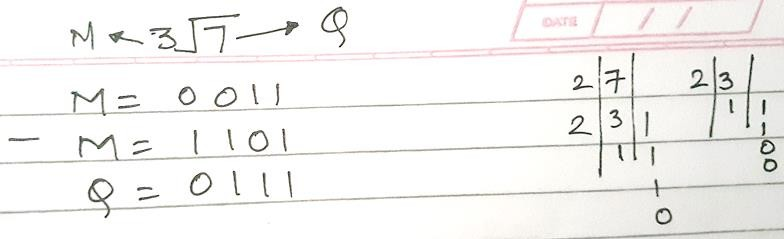 DATE / /
M ← 3√7 → Q
M = 0011
- M = 1101
Q = 0111
2 | 7 |
2 | 3 | 1
| 1 | 1
1
0
2 | 3 |
| 1 | 1
1
0
0